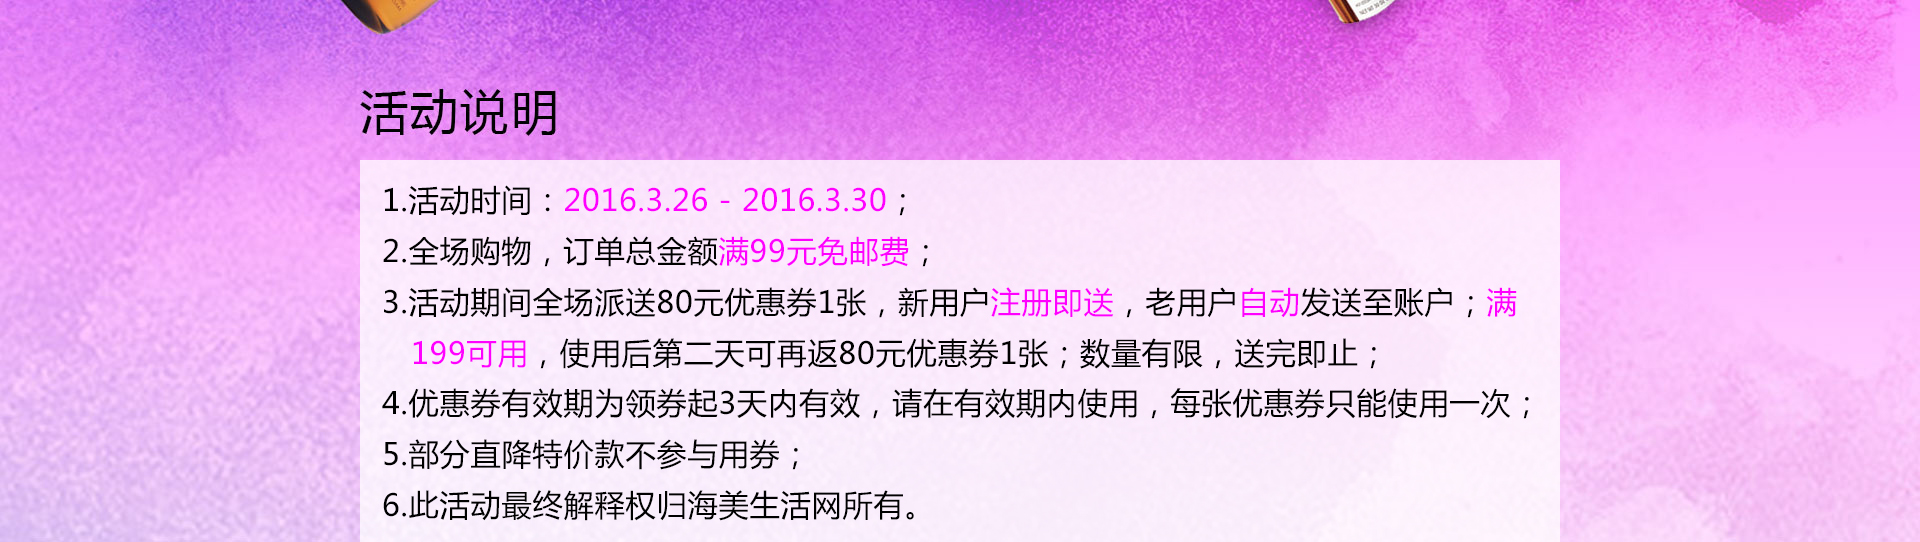 活动说明
1.活动时间：2016.3.26 - 2016.3.30；
2.全场购物，订单总金额满99元免邮费；
3.活动期间全场派送80元优惠券1张，新用户注册即送，老用户自动发送至账户；满
199可用，使用后第二天可再返80元优惠券1张；数量有限，送完即止；
4.优惠券有效期为领券起3天内有效，请在有效期内使用，每张优惠券只能使用一次；
5.部分直降特价款不参与用券；
6.此活动最终解释权归海美生活网所有。